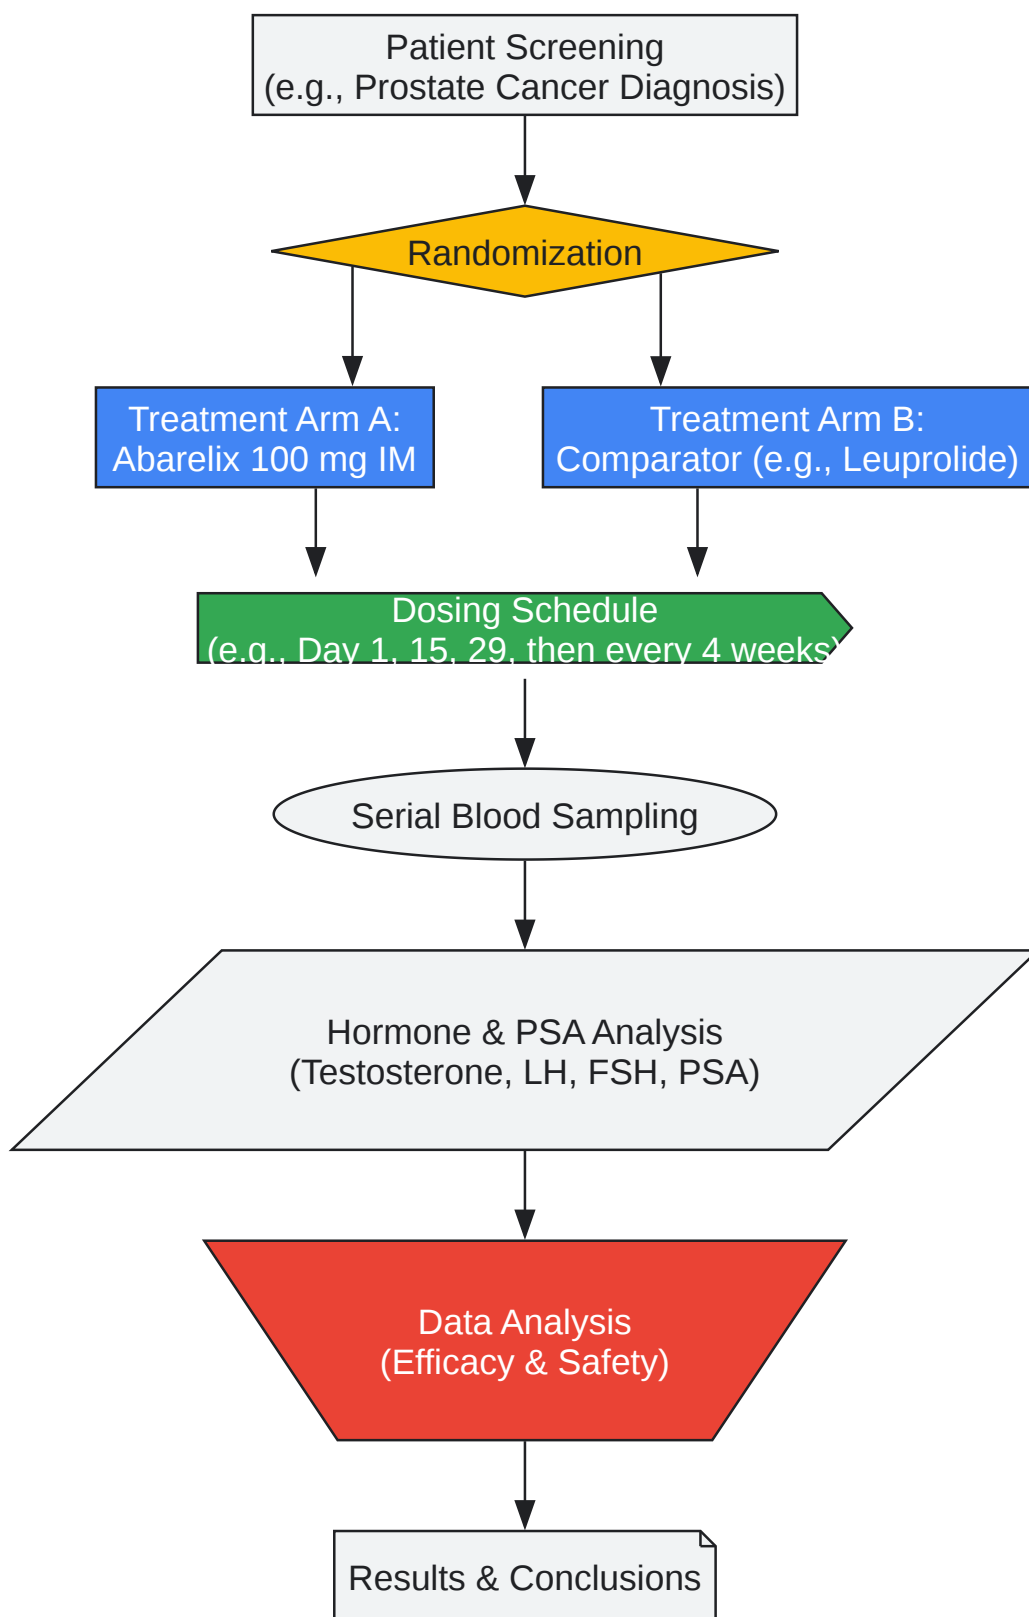 Patient Screening
(e.g., Prostate Cancer Diagnosis)
Randomization
Treatment Arm A:
Abarelix 100 mg IM
Treatment Arm B:
Comparator (e.g., Leuprolide)
Dosing Schedule
(e.g., Day 1, 15, 29, then every 4 weeks)
Serial Blood Sampling
Hormone & PSA Analysis
(Testosterone, LH, FSH, PSA)
Data Analysis
(Efficacy & Safety)
Results & Conclusions